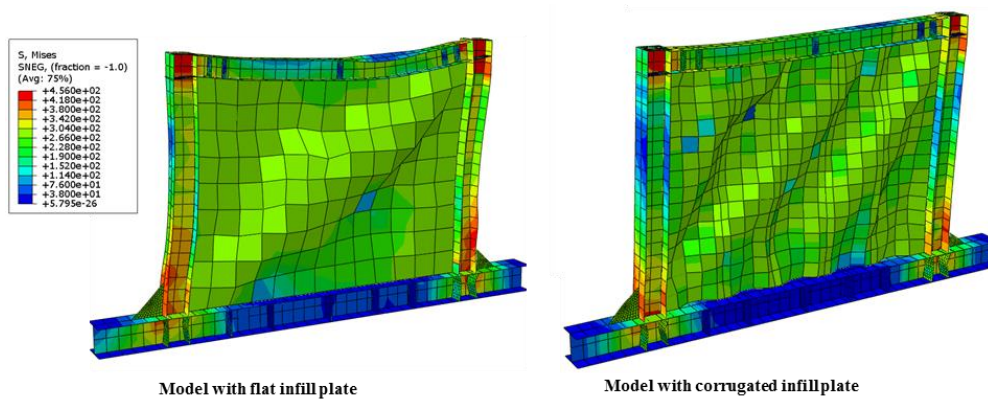 S, Mises
SNEG, (fraction = -1.0)
(Avg: 75%)
+4.560e+02
+4.180e+02
+3.800e+02
+3.420e+02
+3.040e+02
+2.660e+02
+2.280e+02
+1.900e+02
+1.520e+02
+1.140e+02
+7.600e+01
+3.800e+01
+5.795e-26
Model with flat infill plate
Model with corrugated infill plate